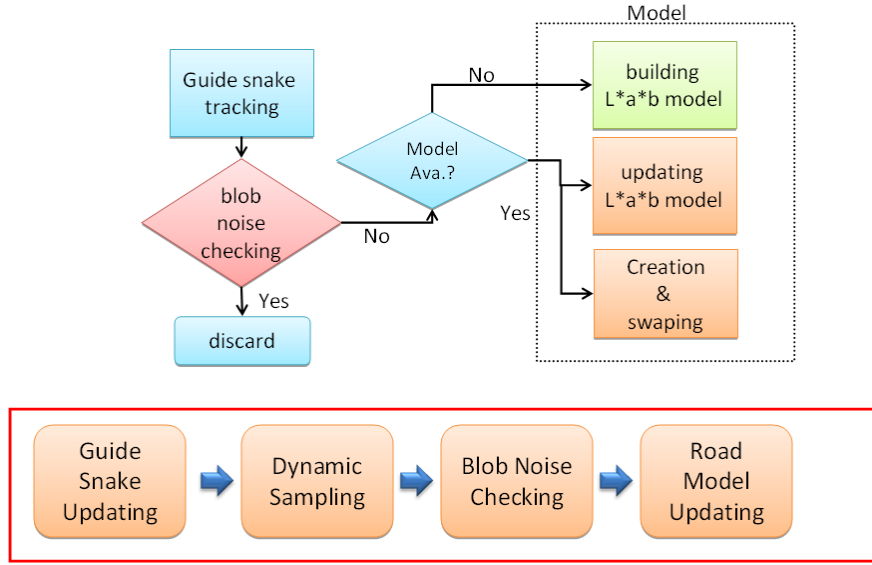 Model
Guide snake
tracking
No
building
L*a*b model
Model
Ava.?
updating
L*a*b model
blob
noise
checking
Yes
No
Creation
&
swaping
Yes
discard
Guide
Snake
Updating
Dynamic
Sampling
Blob Noise
Checking
Road
Model
Updating